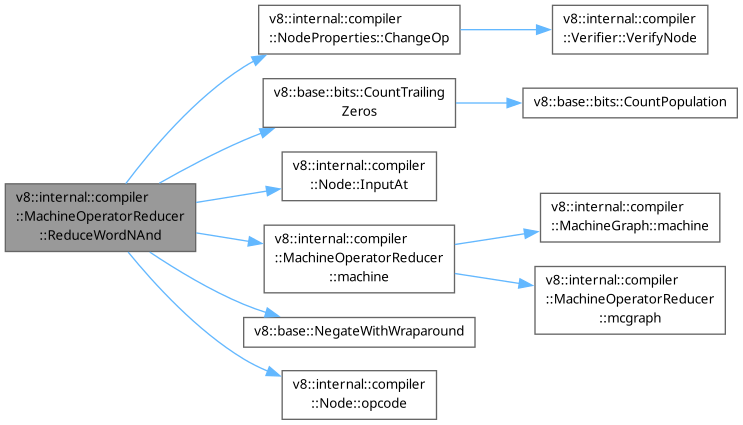 v8::internal::compiler
::MachineOperatorReducer
::ReduceWordNAnd
v8::internal::compiler
::NodeProperties::ChangeOp
v8::internal::compiler
::Verifier::VerifyNode
v8::base::bits::CountTrailing
Zeros
v8::base::bits::CountPopulation
v8::internal::compiler
::Node::InputAt
v8::internal::compiler
::MachineOperatorReducer
::machine
v8::internal::compiler
::MachineGraph::machine
v8::internal::compiler
::MachineOperatorReducer
::mcgraph
v8::base::NegateWithWraparound
v8::internal::compiler
::Node::opcode